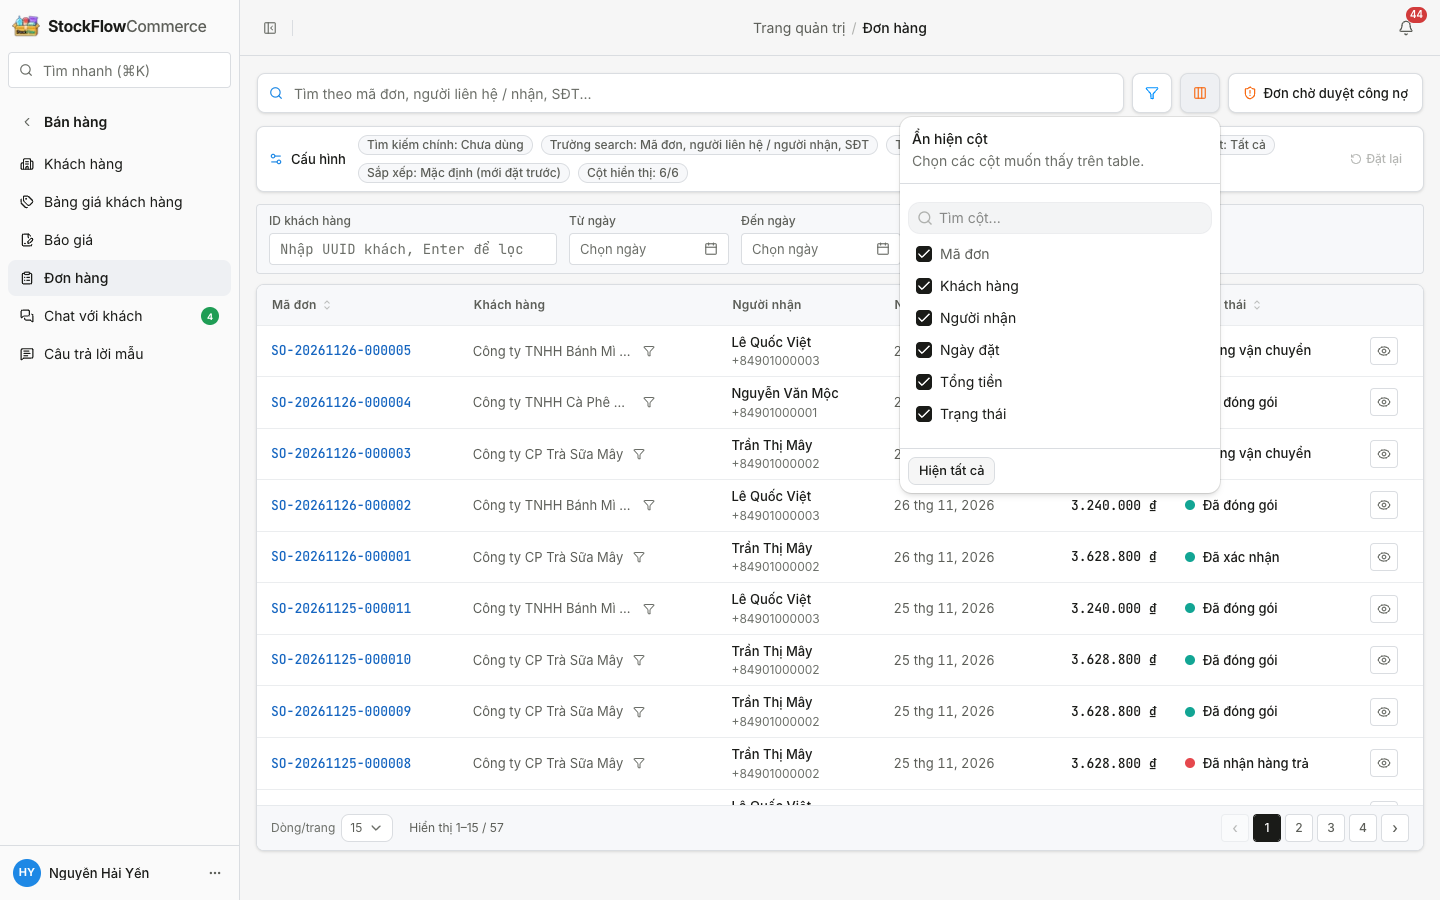 StockFlowCommerce
Tìm nhanh (⌘K)
Bán hàng
Khách hàng
Bảng giá khách hàng
Báo giá
Đơn hàng
Chat với khách
4
Câu trả lời mẫu
HY
Nguyễn Hải Yến
Trang quản trị / Đơn hàng
44
Tìm theo mã đơn, người liên hệ / nhận, SĐT...
Đơn chờ duyệt công nợ
Cấu hình
Tìm kiếm chính: Chưa dùng
Trường search: Mã đơn, người liên hệ / người nhận, SĐT
t: Tất cả
Sắp xếp: Mặc định (mới đặt trước)
Cột hiển thị: 6/6
Đặt lại
ID khách hàng
Từ ngày
Đến ngày
Nhập UUID khách, Enter để lọc
Chọn ngày
Chọn ngày
Ẩn hiện cột
Chọn các cột muốn thấy trên table.
Tìm cột...
Mã đơn
Khách hàng
Người nhận
Ngày đặt
Tổng tiền
Trạng thái
Hiện tất cả
Mã đơn Khách hàng Người nhận thái
SO-20261126-000005 Công ty TNHH Bánh Mì ... Lê Quốc Việt ng vận chuyển
+84901000003
SO-20261126-000004 Công ty TNHH Cà Phê ... Nguyễn Văn Mộc đóng gói
+84901000001
SO-20261126-000003 Công ty CP Trà Sữa Mây Trần Thị Mây ng vận chuyển
+84901000002
SO-20261126-000002 Công ty TNHH Bánh Mì ... Lê Quốc Việt 26 thg 11, 2026 3.240.000 ₫ Đã đóng gói
+84901000003
SO-20261126-000001 Công ty CP Trà Sữa Mây Trần Thị Mây 26 thg 11, 2026 3.628.800 ₫ Đã xác nhận
+84901000002
SO-20261125-000011 Công ty TNHH Bánh Mì ... Lê Quốc Việt 25 thg 11, 2026 3.240.000 ₫ Đã đóng gói
+84901000003
SO-20261125-000010 Công ty CP Trà Sữa Mây Trần Thị Mây 25 thg 11, 2026 3.628.800 ₫ Đã đóng gói
+84901000002
SO-20261125-000009 Công ty CP Trà Sữa Mây Trần Thị Mây 25 thg 11, 2026 3.628.800 ₫ Đã đóng gói
+84901000002
SO-20261125-000008 Công ty CP Trà Sữa Mây Trần Thị Mây 25 thg 11, 2026 3.628.800 ₫ Đã nhận hàng trả
+84901000002
Dòng/trang 15 Hiển thị 1–15 / 57
‹ 1 2 3 4 ›